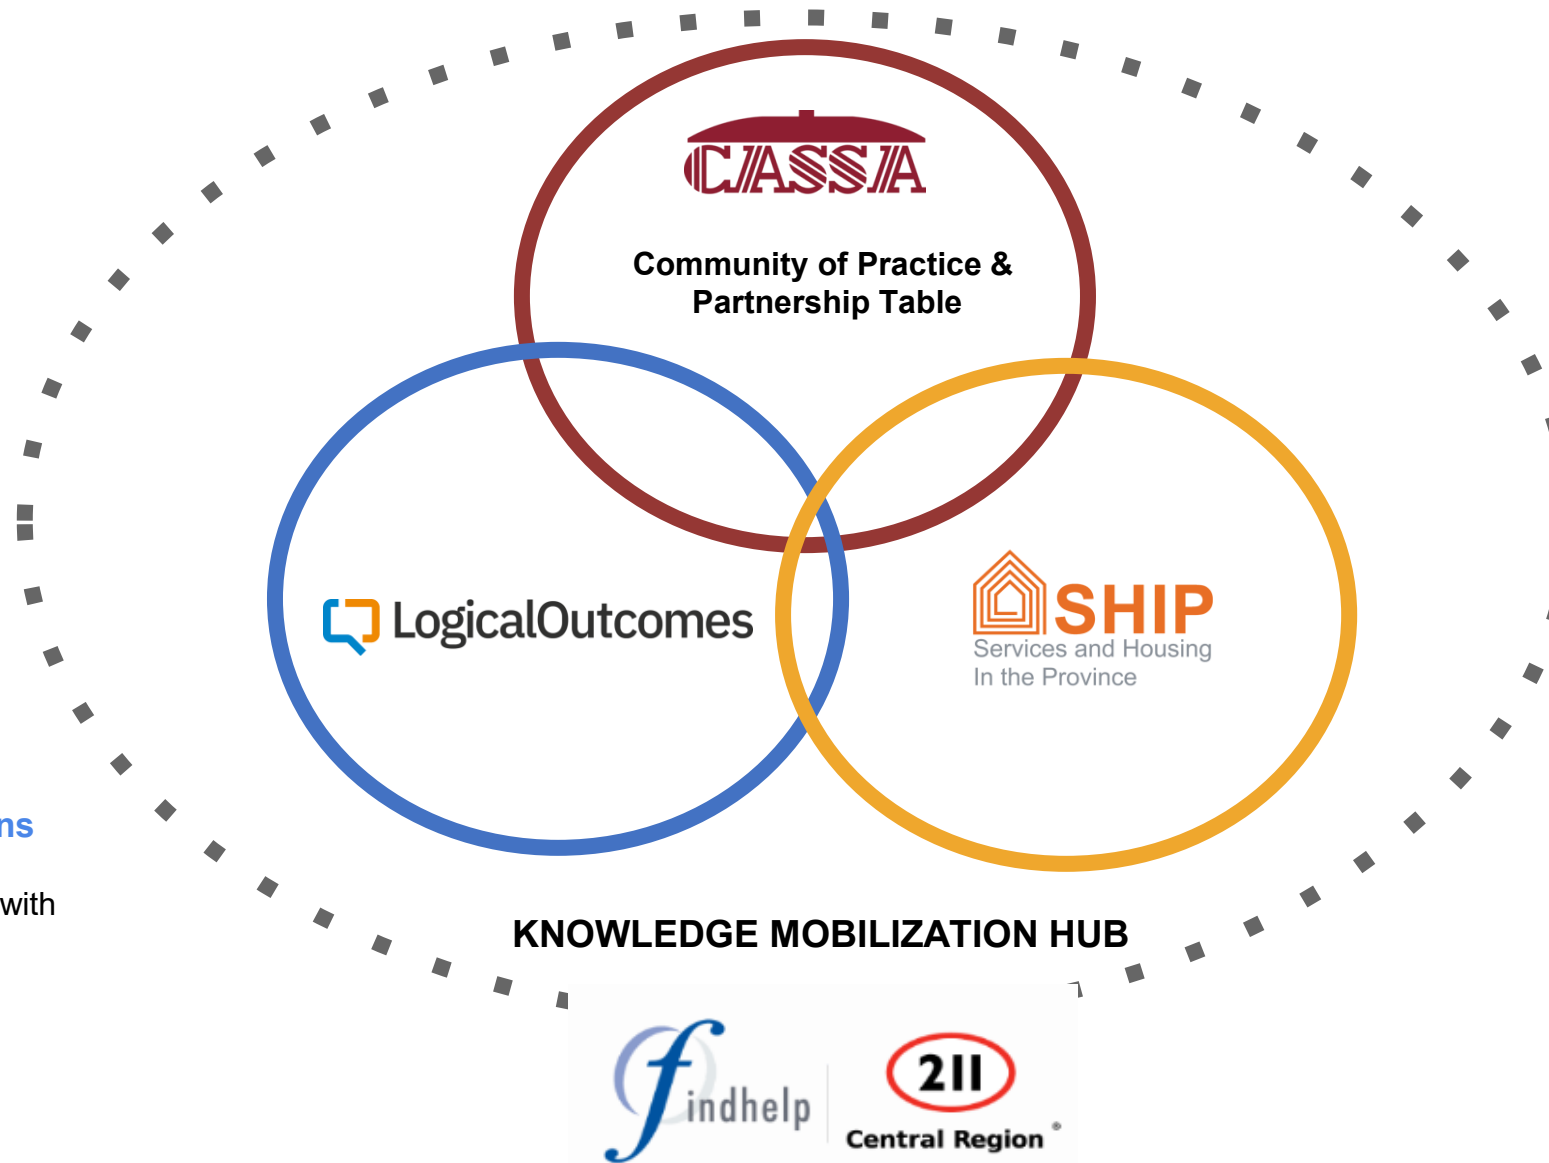 CASSA
Community of Practice &
Partnership Table
LogicalOutcomes
SHIP
Services and Housing
In the Province
ns
with
KNOWLEDGE MOBILIZATION HUB
findhelp
211
Central Region ®